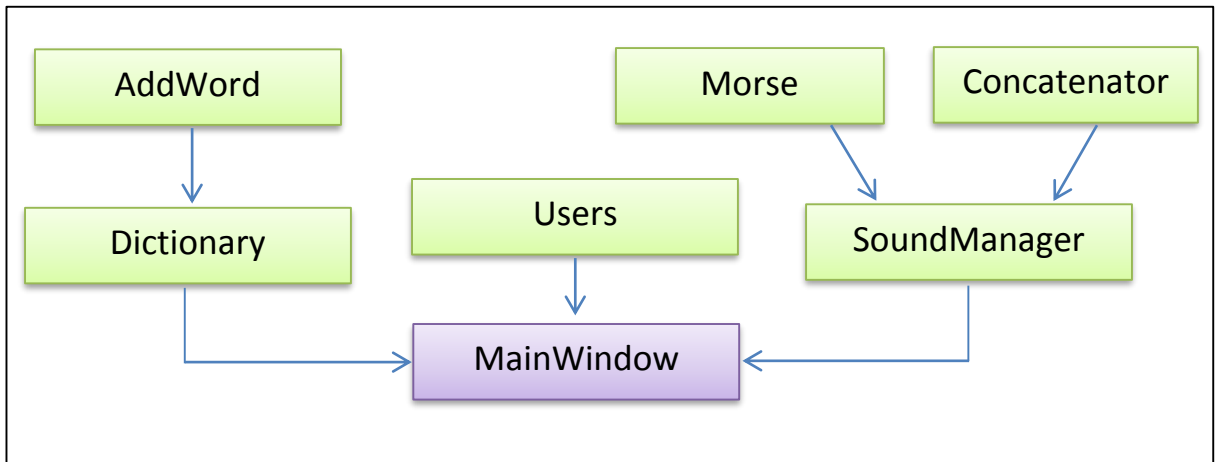 AddWord
Morse
Concatenator
Dictionary
Users
SoundManager
MainWindow